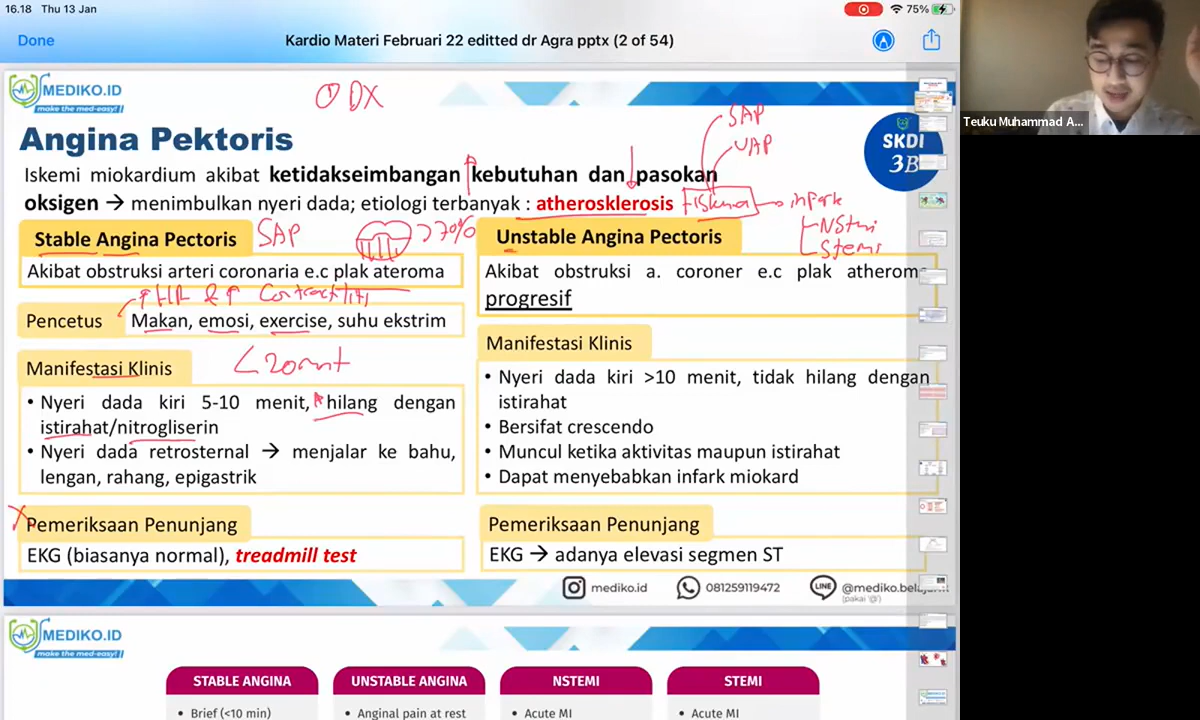 16.18 Thu 13 Jan
75%
Done
Kardio Materi Februari 22 editted dr Agra pptx (2 of 54)
Teuku Muhammad A...
MEDIKO.ID
make the med-easy!
① DX
SAP
UAP
Angina Pektoris
SKDI
3B
Iskemi miokardium akibat ketidakseimbangan kebutuhan dan pasokan
oksigen → menimbulkan nyeri dada; etiologi terbanyak : atherosklerosis
infark
NStemi
Stemi
Stable Angina Pectoris
SAP
>70%
Akibat obstruksi arteri coronaria e.c plak ateroma
↑ HR & ↑ Contractility
Pencetus
Makan, emosi, exercise, suhu ekstrim
Manifestasi Klinis
<20mnt
• Nyeri dada kiri 5-10 menit, hilang dengan
istirahat/nitrogliserin
• Nyeri dada retrosternal → menjalar ke bahu,
lengan, rahang, epigastrik
Pemeriksaan Penunjang
EKG (biasanya normal), treadmill test
Unstable Angina Pectoris
Akibat obstruksi a. coroner e.c plak atherom
progresif
Manifestasi Klinis
• Nyeri dada kiri >10 menit, tidak hilang dengan
istirahat
• Bersifat crescendo
• Muncul ketika aktivitas maupun istirahat
• Dapat menyebabkan infark miokard
Pemeriksaan Penunjang
EKG → adanya elevasi segmen ST
mediko.id
081259119472
LINE
@mediko.bela
(pakai '@')
MEDIKO.ID
make the med-easy!
STABLE ANGINA
UNSTABLE ANGINA
NSTEMI
STEMI
• Brief (<10 min)
• Anginal pain at rest
• Acute MI
• Acute MI